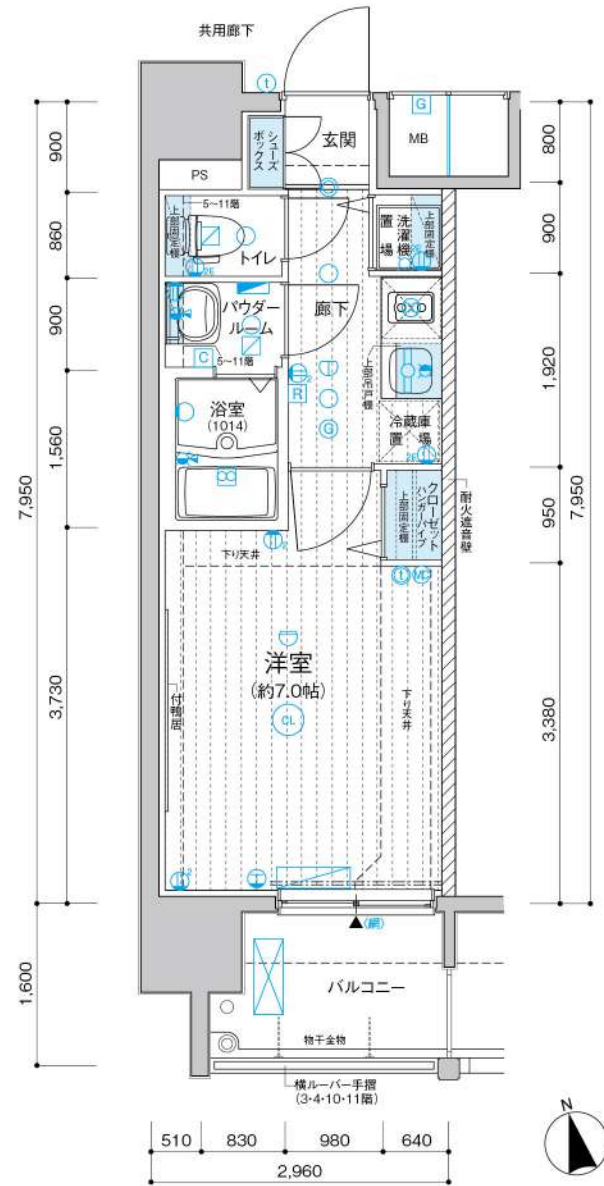 共用廊下
t
G
MB
玄関
シューズ
ボックス
PS
5〜11階
上部固定棚
トイレ
2E
洗濯機
置場
上部固定棚
パウダー
ルーム
C
5〜11階
廊下
2
R
G
上部吊戸棚
浴室
(1014)
冷蔵庫
置場
2E
クローゼット
ハンガーパイプ
上部固定棚
耐火遮音壁
下り天井
2
t
洋室
(約7.0帖)
CL
付鴨居
下り天井
2
(網)
バルコニー
物干金物
横ルーバー手摺
(3・4・10・11階)
7,950
900
860
900
1,560
3,730
1,600
800
900
1,920
950
3,380
7,950
510
830
980
640
2,960
N